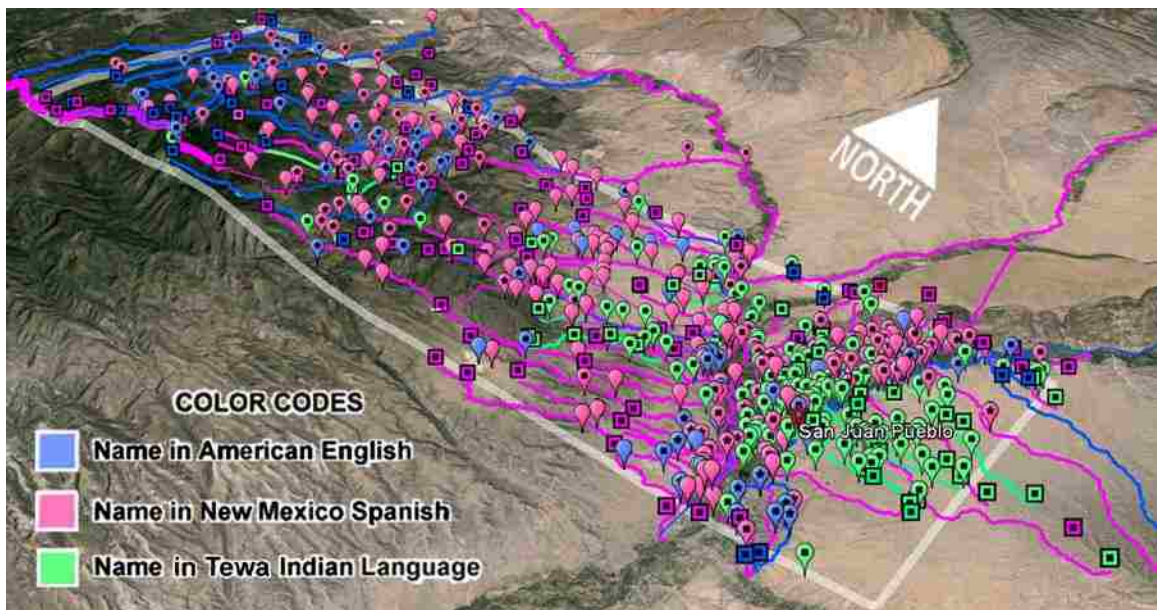 NORTH
San Juan Pueblo
COLOR CODES
Name in American English
Name in New Mexico Spanish
Name in Tewa Indian Language